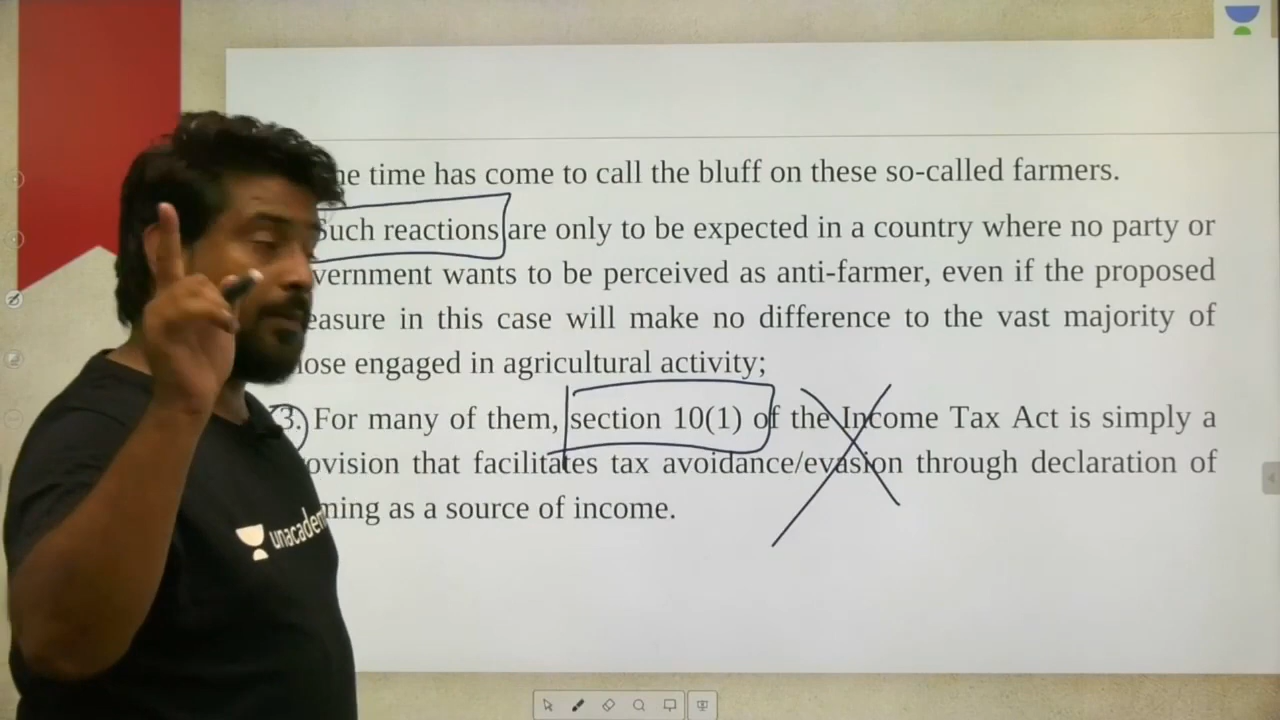 he time has come to call the bluff on these so-called farmers.
Such reactions are only to be expected in a country where no party or
vernment wants to be perceived as anti-farmer, even if the proposed
easure in this case will make no difference to the vast majority of
ose engaged in agricultural activity;
3. For many of them, section 10(1) of the Income Tax Act is simply a
ovision that facilitates tax avoidance/evasion through declaration of
ming as a source of income.
unacadem